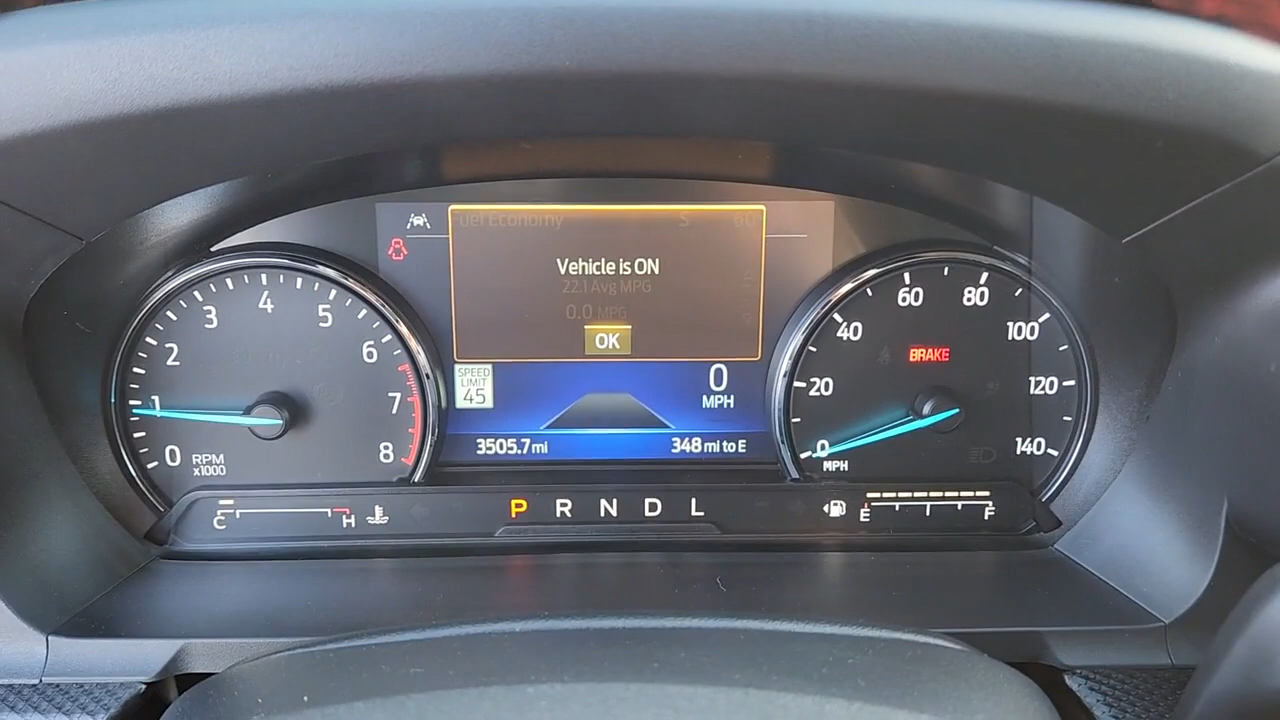 Fuel Economy S 60
Vehicle is ON
22.1 Avg MPG
0.0 MPG
OK
SPEED
LIMIT
45
0
MPH
3505.7 mi
348 mi to E
0
1
2
3
4
5
6
7
8
RPM
x1000
0
20
40
60
80
100
120
140
MPH
BRAKE
C
H
P R N D L
E
F